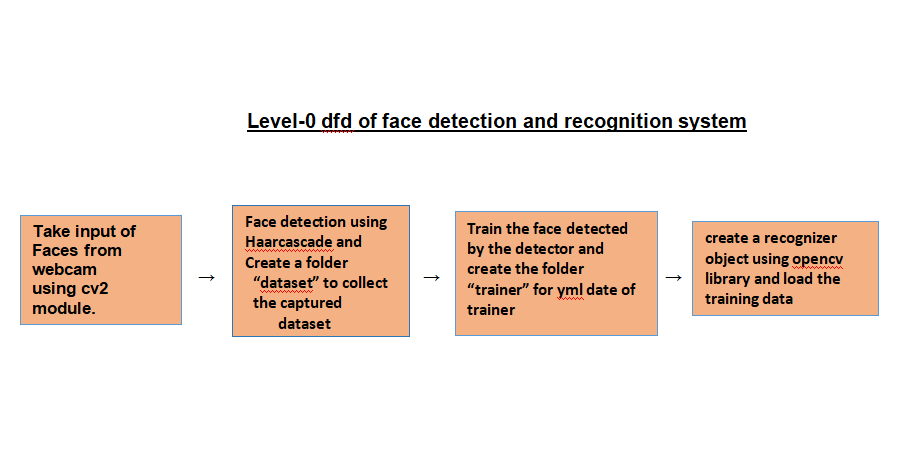 Level-0 dfd of face detection and recognition system
Take input of
Faces from
webcam
using cv2
module.
→
Face detection using
Haarcascade and
Create a folder
“dataset” to collect
the captured
dataset
→
Train the face detected
by the detector and
create the folder
“trainer” for yml date of
trainer
→
create a recognizer
object using opencv
library and load the
training data